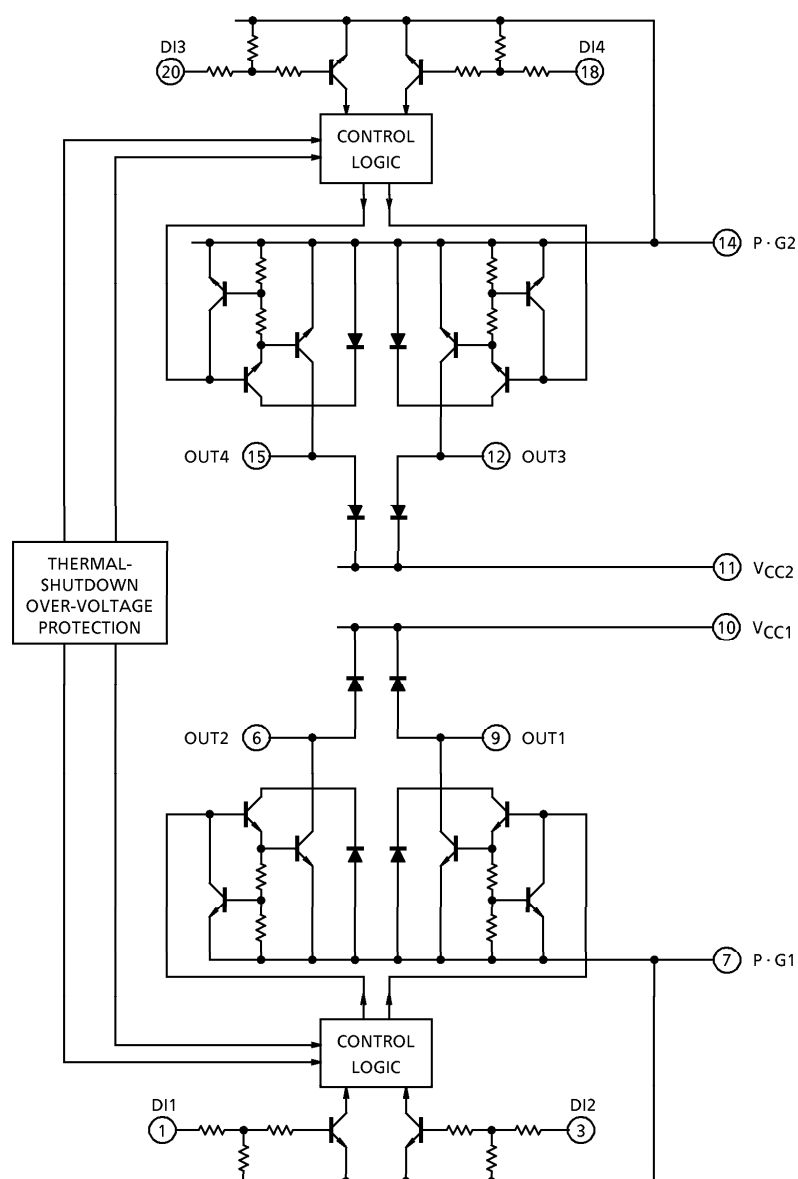 DI3
20
DI4
18
CONTROL
LOGIC
14 P · G2
OUT4 15
12 OUT3
11 VCC2
THERMAL-
SHUTDOWN
OVER-VOLTAGE
PROTECTION
10 VCC1
OUT2 6
9 OUT1
7 P · G1
CONTROL
LOGIC
DI1
1
DI2
3